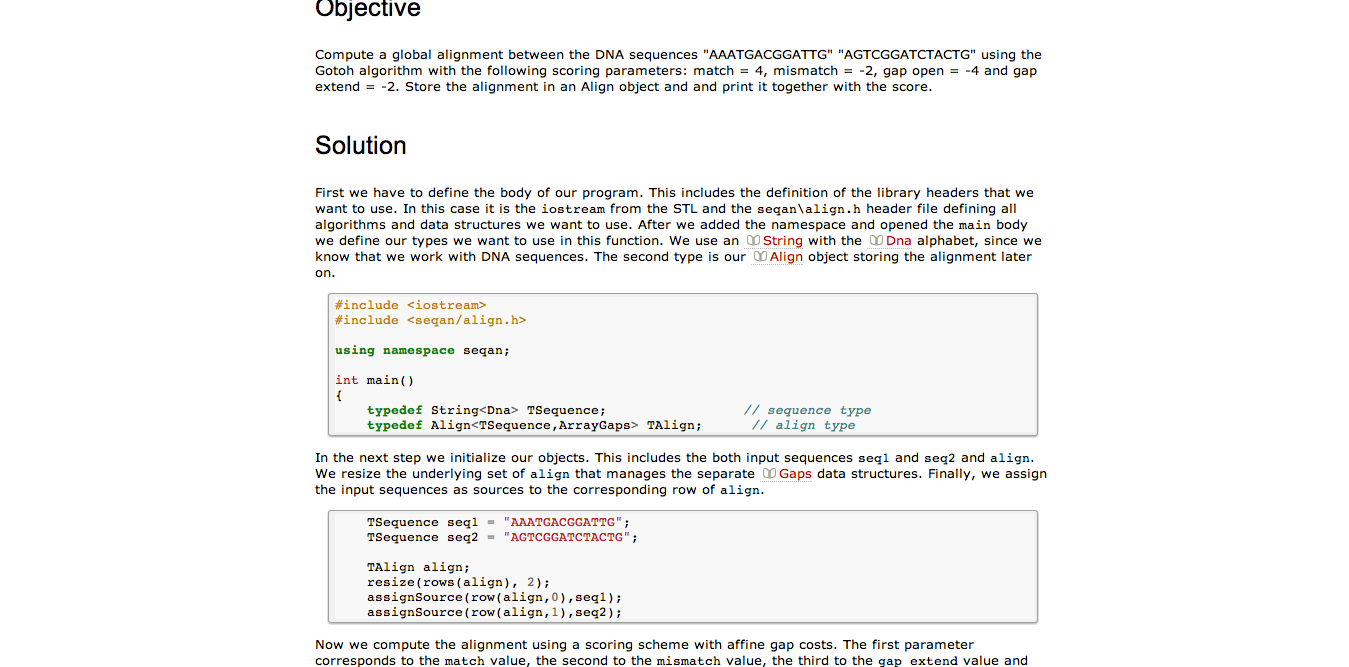 Objective
Compute a global alignment between the DNA sequences "AAATGACGGATTG" "AGTCGGATCTACTG" using the
Gotoh algorithm with the following scoring parameters: match = 4, mismatch = -2, gap open = -4 and gap
extend = -2. Store the alignment in an Align object and and print it together with the score.
Solution
First we have to define the body of our program. This includes the definition of the library headers that we
want to use. In this case it is the iostream from the STL and the seqan\align.h header file defining all
algorithms and data structures we want to use. After we added the namespace and opened the main body
we define our types we want to use in this function. We use an String with the Dna alphabet, since we
know that we work with DNA sequences. The second type is our Align object storing the alignment later
on.
#include <iostream>
#include <seqan/align.h>
using namespace seqan;
int main()
{
typedef String<Dna> TSequence; // sequence type
typedef Align<TSequence,ArrayGaps> TAlign; // align type
In the next step we initialize our objects. This includes the both input sequences seq1 and seq2 and align.
We resize the underlying set of align that manages the separate Gaps data structures. Finally, we assign
the input sequences as sources to the corresponding row of align.
TSequence seq1 = "AAATGACGGATTG";
TSequence seq2 = "AGTCGGATCTACTG";
TAlign align;
resize(rows(align), 2);
assignSource(row(align,0),seq1);
assignSource(row(align,1),seq2);
Now we compute the alignment using a scoring scheme with affine gap costs. The first parameter
corresponds to the match value, the second to the mismatch value, the third to the gap extend value and